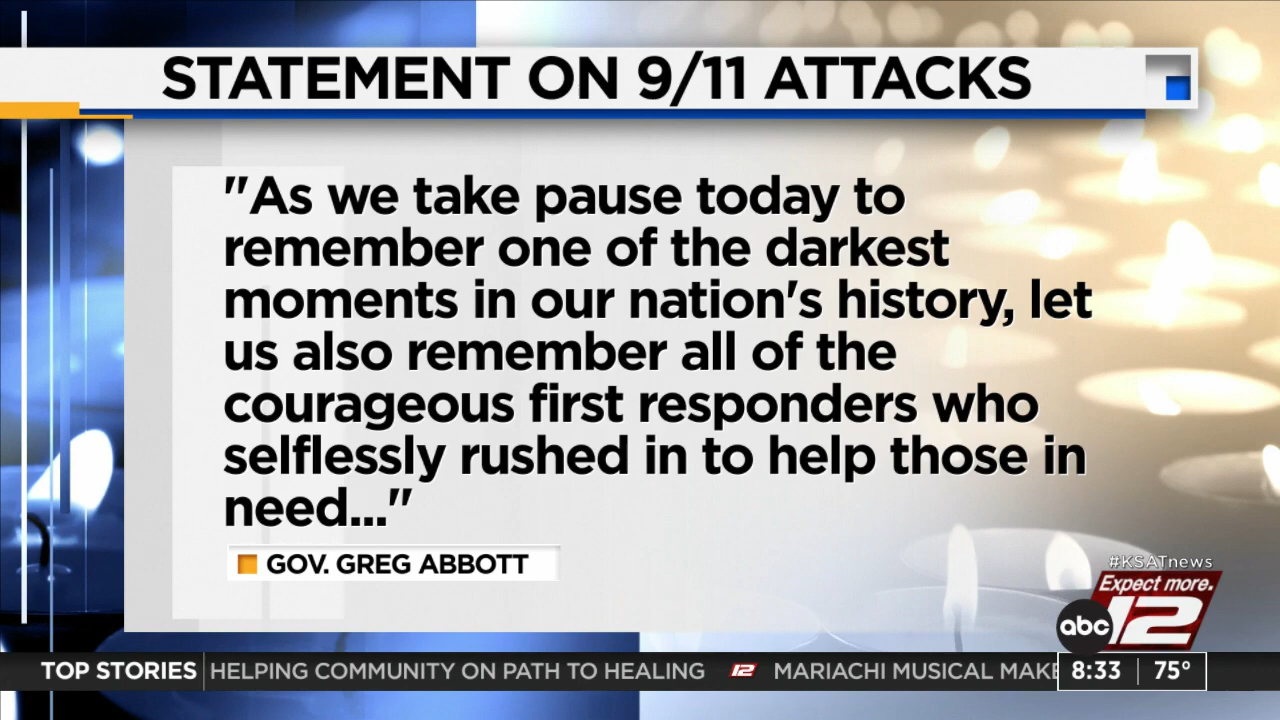 STATEMENT ON 9/11 ATTACKS
"As we take pause today to
remember one of the darkest
moments in our nation's history, let
us also remember all of the
courageous first responders who
selflessly rushed in to help those in
need..."
GOV. GREG ABBOTT
#KSATnews
Expect more.
abc 12
TOP STORIES HELPING COMMUNITY ON PATH TO HEALING 12 MARIACHI MUSICAL MAKE 8:33 75°